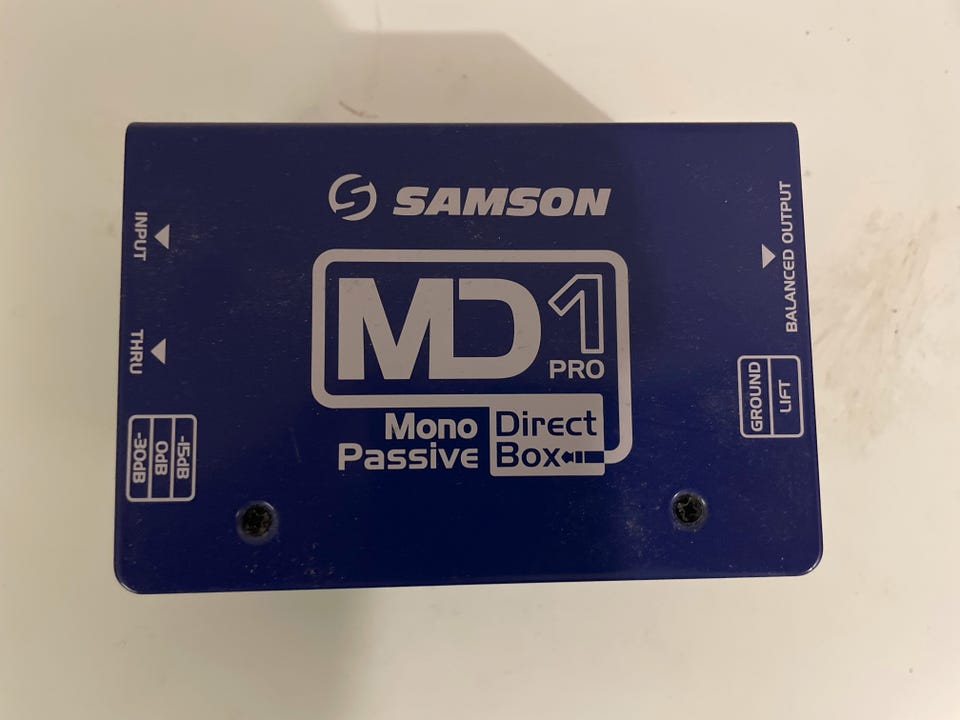 SAMSON
MD1
PRO
Mono
Passive
Direct
Box
INPUT
THRU
-15dB
0dB
-30dB
BALANCED OUTPUT
GROUND
LIFT